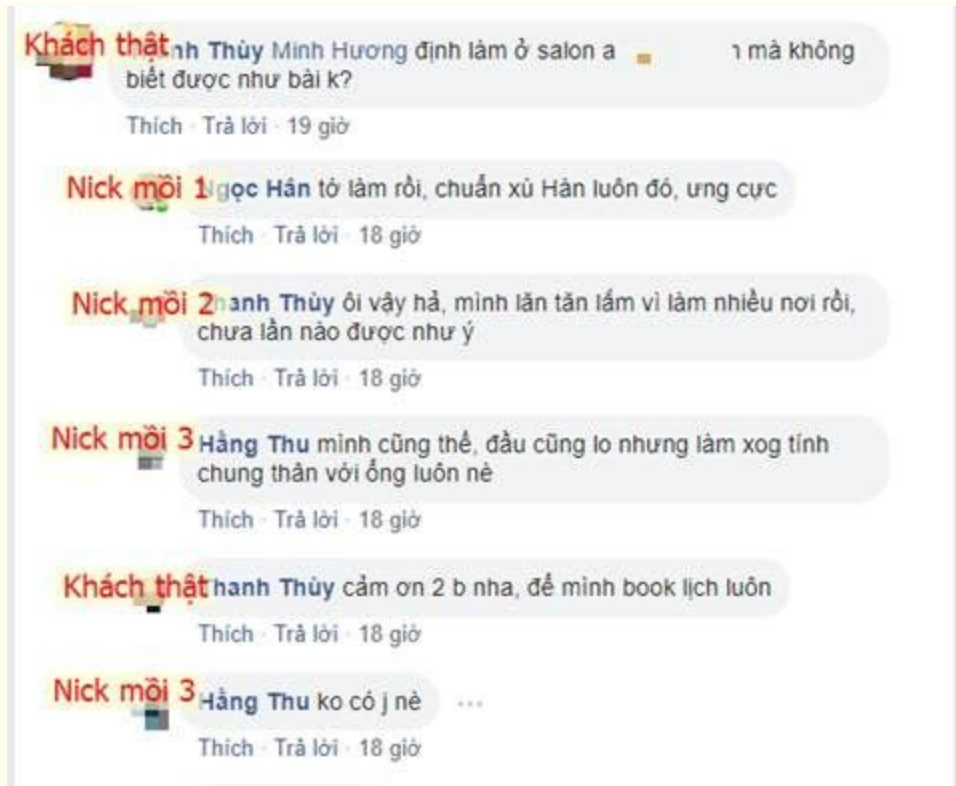 Khách thật nh Thùy Minh Hương định làm ở salon a mà không
biết được như bài k?
Thích · Trả lời · 19 giờ
Nick mồi 1 gọc Hân tớ làm rồi, chuẩn xừ Hàn luôn đó, ưng cực
Thích · Trả lời · 18 giờ
Nick mồi 2 hanh Thùy ôi vậy hả, mình lăn tăn lắm vì làm nhiều nơi rồi,
chưa lần nào được như ý
Thích · Trả lời · 18 giờ
Nick mồi 3 Hằng Thu mình cũng thế, đầu cũng lo nhưng làm xog tính
chung thân với ổng luôn nè
Thích · Trả lời · 18 giờ
Khách thật hanh Thùy cảm ơn 2 b nha, để mình book lịch luôn
Thích · Trả lời · 18 giờ
Nick mồi 3 Hằng Thu ko có j nè
Thích · Trả lời · 18 giờ